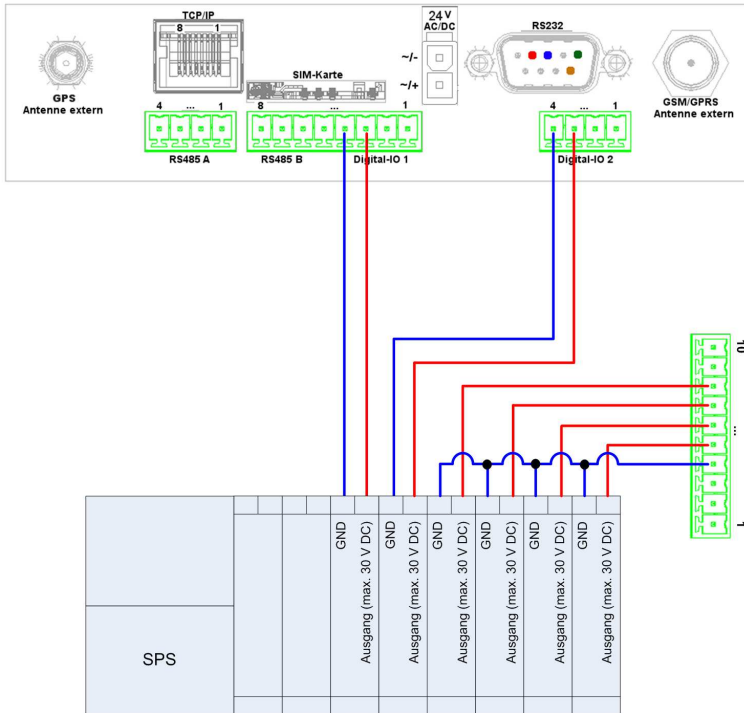 TCP/IP
8 1
24 V
AC/DC
~/-
~/+
RS232
SIM-Karte
GPS
Antenne extern
GSM/GPRS
Antenne extern
4 ... 1
8 ... 1
4 ... 1
RS485 A
RS485 B
Digital-IO 1
Digital-IO 2
10
...
1
GND
Ausgang (max. 30 V DC)
GND
Ausgang (max. 30 V DC)
GND
Ausgang (max. 30 V DC)
GND
Ausgang (max. 30 V DC)
GND
Ausgang (max. 30 V DC)
GND
Ausgang (max. 30 V DC)
SPS